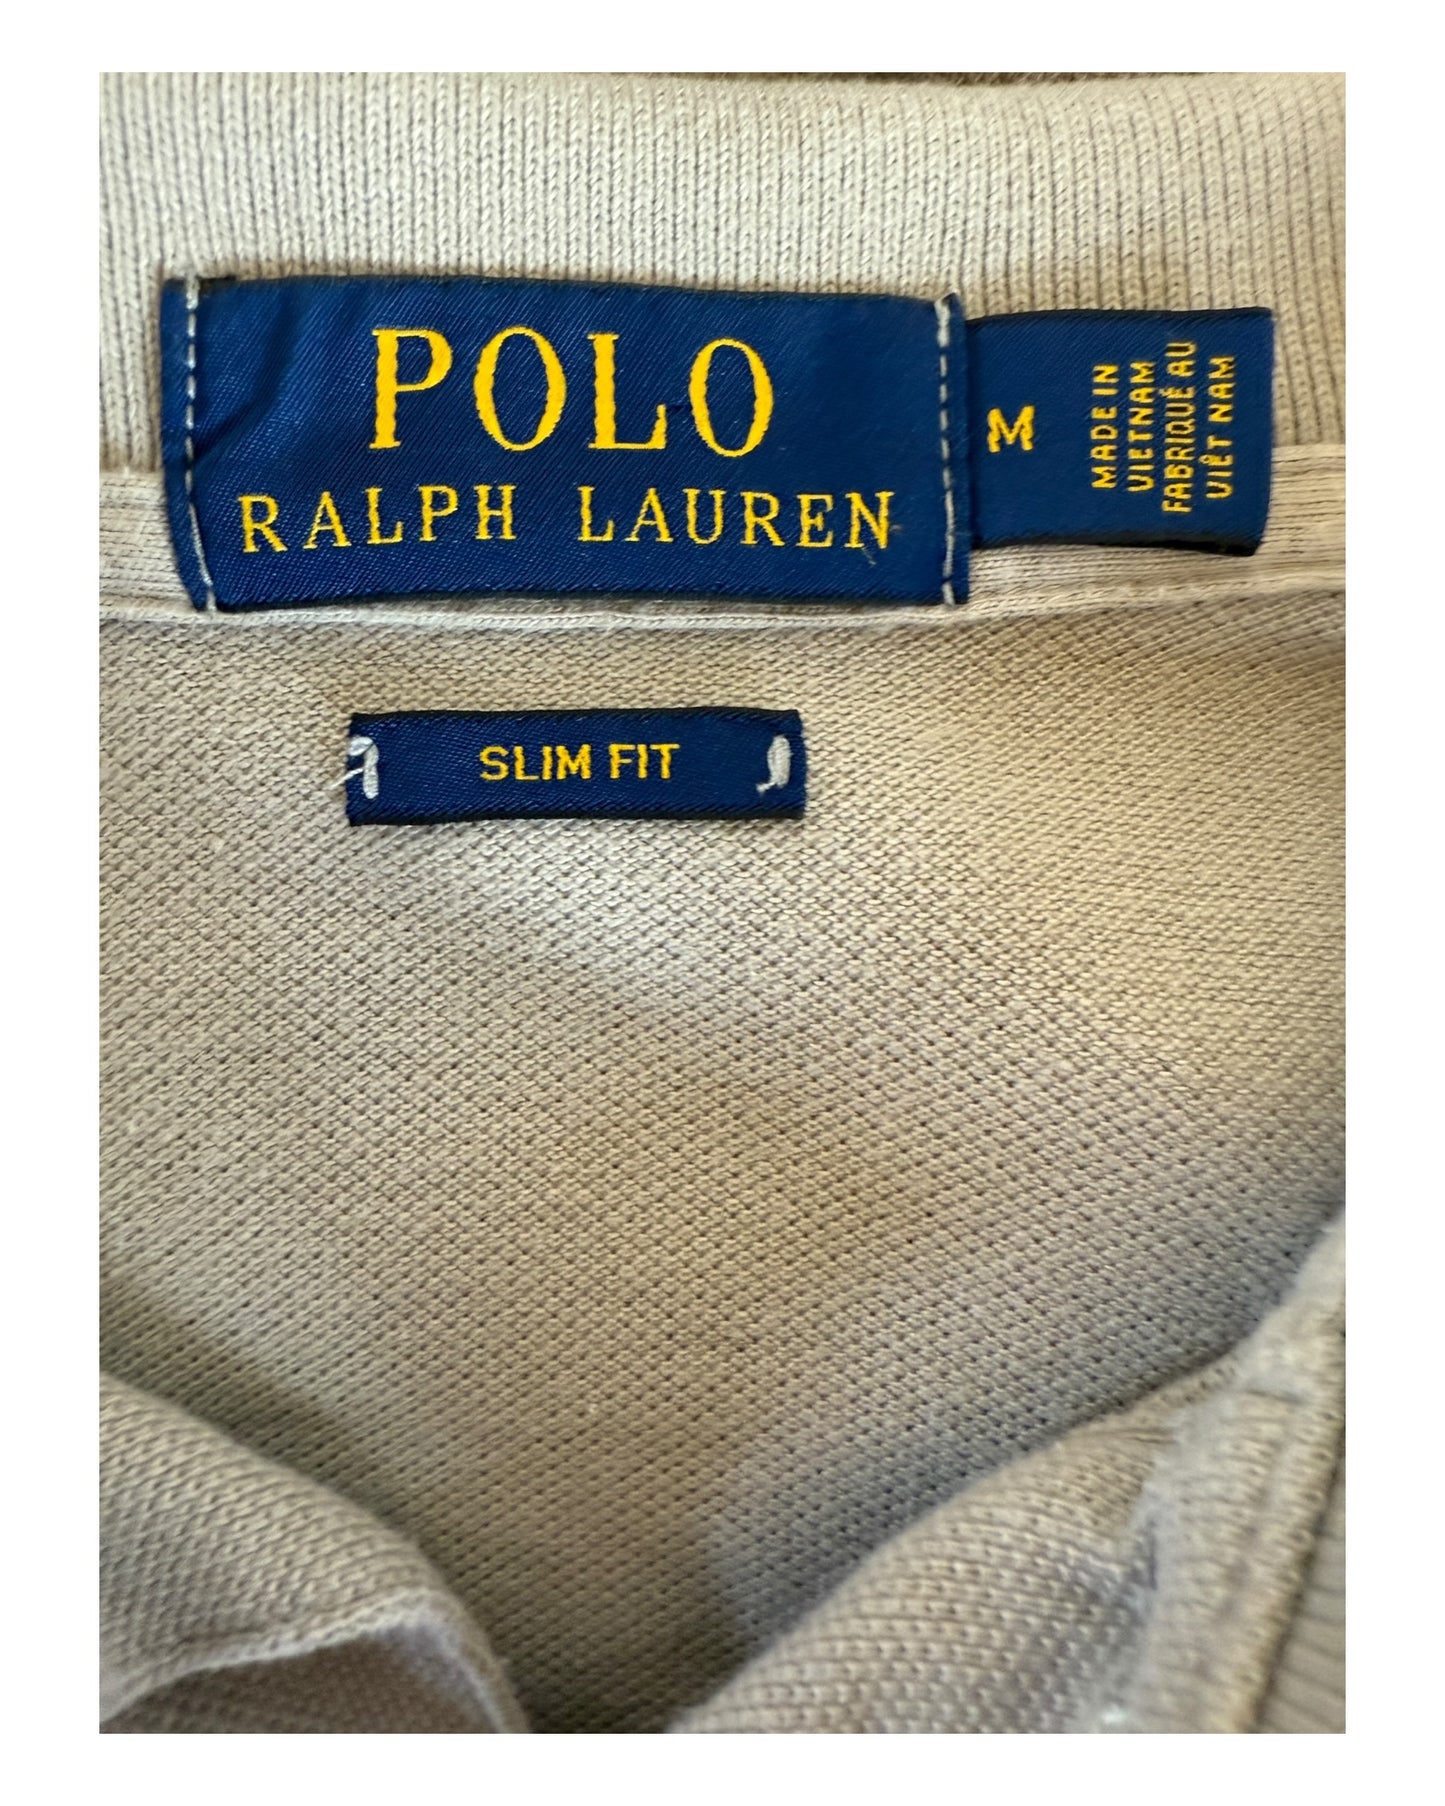 POLO
RALPH LAUREN
M
MADE IN
VIETNAM
FABRIQUÉ AU
VIÊT NAM
SLIM FIT